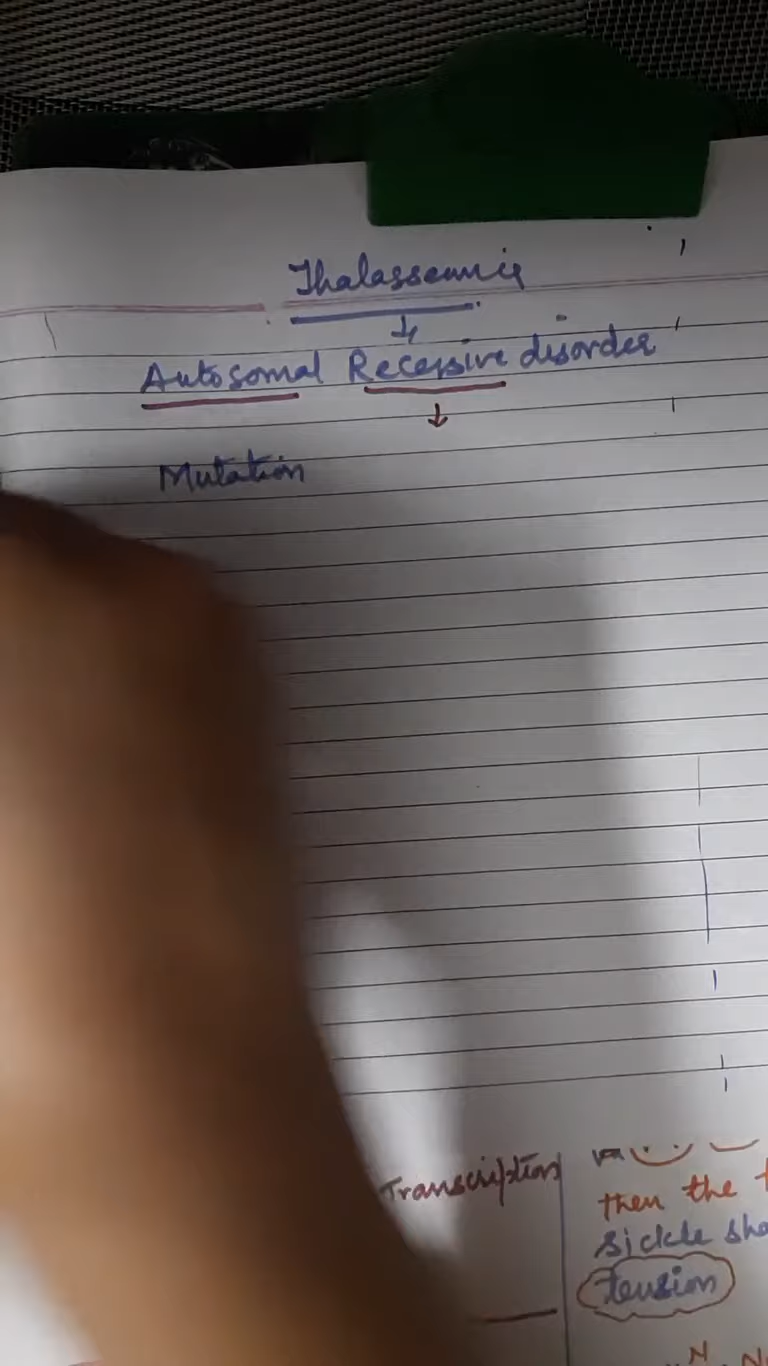 Thalassemia
↓
Autosomal Recessive disorder
↓
Mutation
Transcription
then the
sickle sha
tension
N